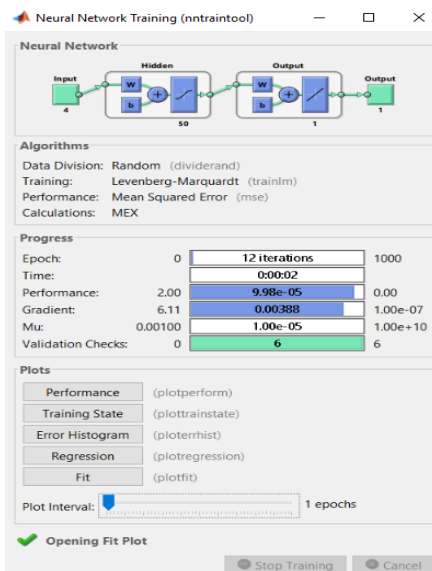 Neural Network Training (nntraintool)
Neural Network
Hidden Output
Input Output
W W
b b
4 50 1 1
Algorithms
Data Division: Random (dividerand)
Training: Levenberg-Marquardt (trainlm)
Performance: Mean Squared Error (mse)
Calculations: MEX
Progress
Epoch: 0 12 iterations 1000
Time: 0:00:02
Performance: 2.00 9.98e-05 0.00
Gradient: 6.11 0.00388 1.00e-07
Mu: 0.00100 1.00e-05 1.00e+10
Validation Checks: 0 6 6
Plots
Performance (plotperform)
Training State (plottrainstate)
Error Histogram (ploterrhist)
Regression (plotregression)
Fit (plotfit)
Plot Interval: 1 epochs
Opening Fit Plot
Stop Training Cancel